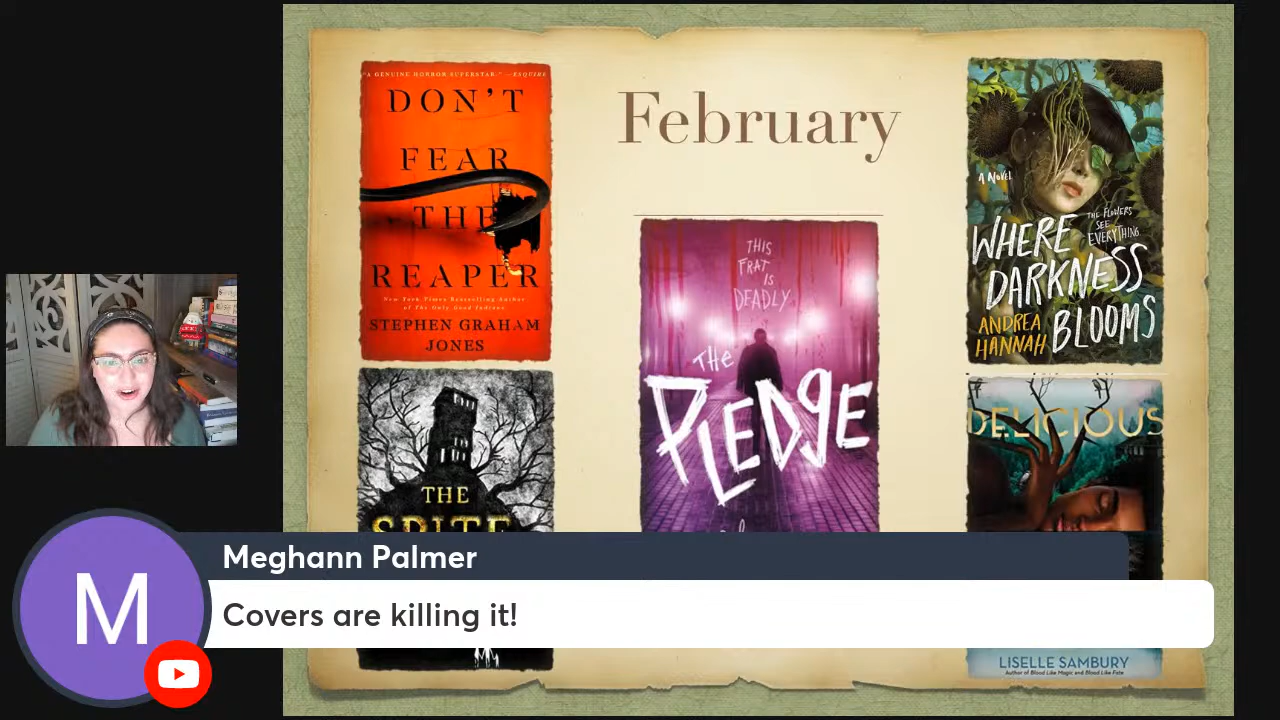 "A GENUINE HORROR SUPERSTAR." —ESQUIRE
DON'T
FEAR
THE
REAPER
New York Times Bestselling Author
of The Only Good Indians
STEPHEN GRAHAM
JONES
THE
SPITE
February
THIS
FRAT
IS
DEADLY
THE
PLEDGE
A NOVEL
WHERE
THE FLOWERS
SEE
EVERYTHING.
DARKNESS
BLOOMS
ANDREA
HANNAH
DELICIOUS
LISELLE SAMBURY
Author of Blood Like Magic and Blood Like Fate
M
Meghann Palmer
Covers are killing it!